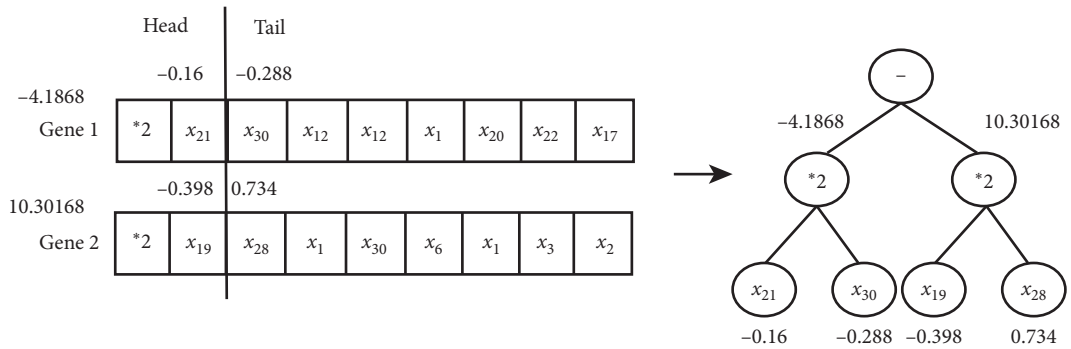 Head Tail
–0.16 –0.288
–4.1868
Gene 1 *2 x21 x30 x12 x12 x1 x20 x22 x17
–0.398 0.734
10.30168
Gene 2 *2 x19 x28 x1 x30 x6 x1 x3 x2
–
–4.1868 10.30168
*2 *2
x21 x30 x19 x28
–0.16 –0.288 –0.398 0.734